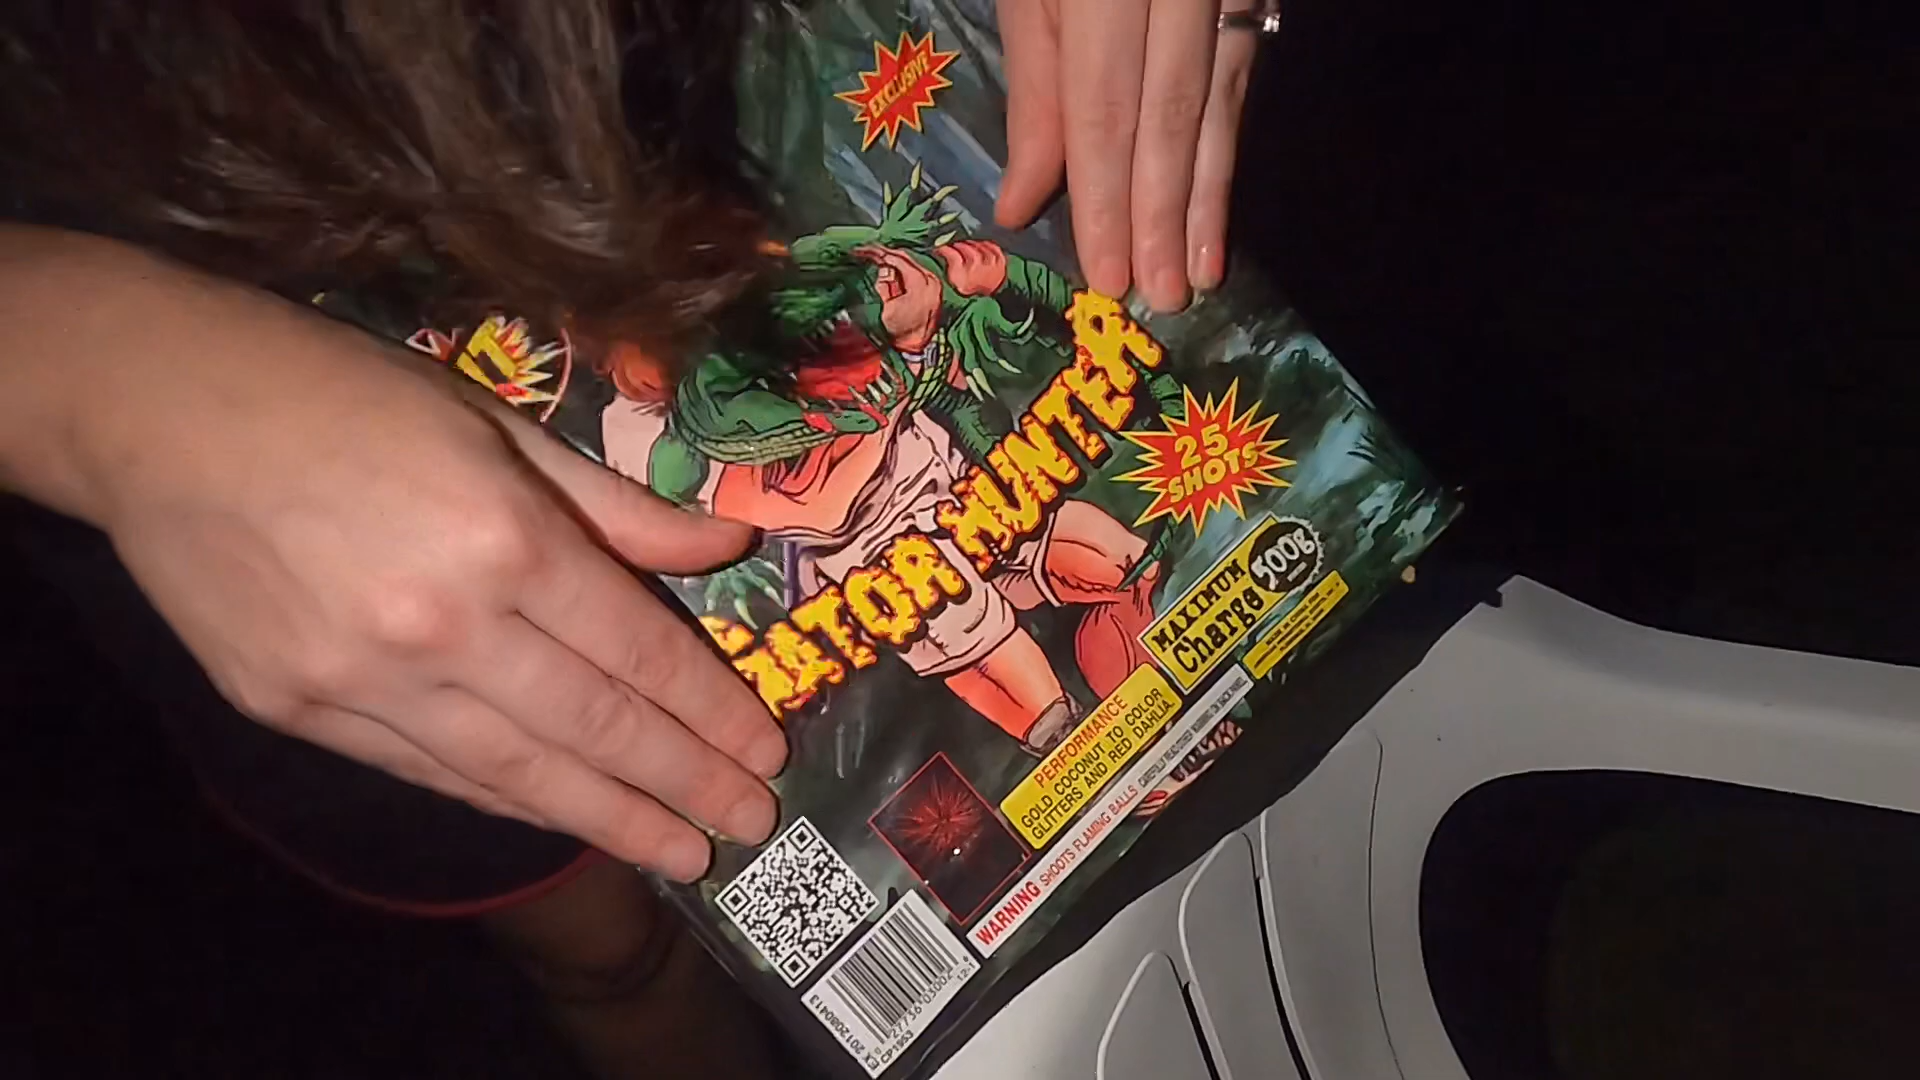 EXCLUSIVE
GATOR HUNTER
25
SHOTS
MAXIMUM
Charge
500g
PERFORMANCE
GOLD COCONUT TO COLOR
GLITTERS AND RED DAHLIA.
WARNING SHOOTS FLAMING BALLS
CP1953